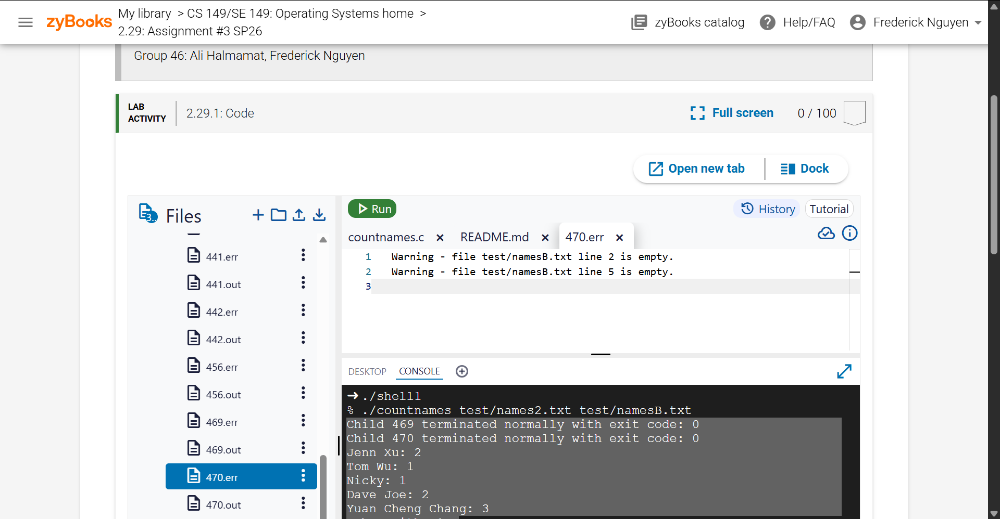 zyBooks
My library > CS 149/SE 149: Operating Systems home >
2.29: Assignment #3 SP26
zyBooks catalog
Help/FAQ
Frederick Nguyen
Group 46: Ali Halmamat, Frederick Nguyen
LAB
ACTIVITY
2.29.1: Code
Full screen
0 / 100
Open new tab
Dock
Files
441.err
441.out
442.err
442.out
456.err
456.out
469.err
469.out
470.err
470.out
Run
History
Tutorial
countnames.c
README.md
470.err
1 Warning - file test/namesB.txt line 2 is empty.
2 Warning - file test/namesB.txt line 5 is empty.
3
DESKTOP
CONSOLE
➜ ./shell1
% ./countnames test/names2.txt test/namesB.txt
Child 469 terminated normally with exit code: 0
Child 470 terminated normally with exit code: 0
Jenn Xu: 2
Tom Wu: 1
Nicky: 1
Dave Joe: 2
Yuan Cheng Chang: 3